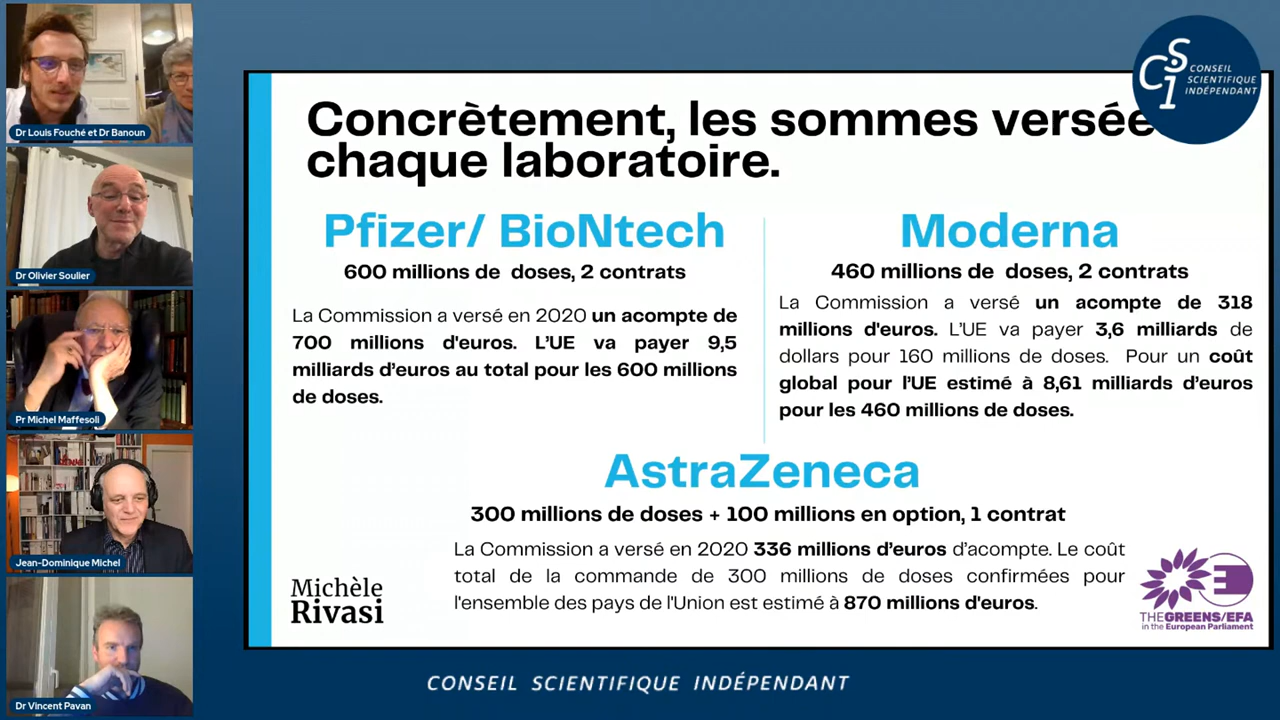 Dr Louis Fouché et Dr Banoun
Dr Olivier Soulier
Pr Michel Maffesoli
Jean-Dominique Michel
Dr Vincent Pavan
CSI
CONSEIL
SCIENTIFIQUE
INDÉPENDANT
Concrètement, les sommes versée
chaque laboratoire.
Pfizer/ BioNtech
600 millions de doses, 2 contrats
La Commission a versé en 2020 un acompte de
700 millions d'euros. L'UE va payer 9,5
milliards d'euros au total pour les 600 millions
de doses.
Moderna
460 millions de doses, 2 contrats
La Commission a versé un acompte de 318
millions d'euros. L'UE va payer 3,6 milliards de
dollars pour 160 millions de doses. Pour un coût
global pour l'UE estimé à 8,61 milliards d'euros
pour les 460 millions de doses.
AstraZeneca
300 millions de doses + 100 millions en option, 1 contrat
La Commission a versé en 2020 336 millions d'euros d'acompte. Le coût
total de la commande de 300 millions de doses confirmées pour
l'ensemble des pays de l'Union est estimé à 870 millions d'euros.
Michèle
Rivasi
THE GREENS/EFA
in the European Parliament
CONSEIL SCIENTIFIQUE INDÉPENDANT